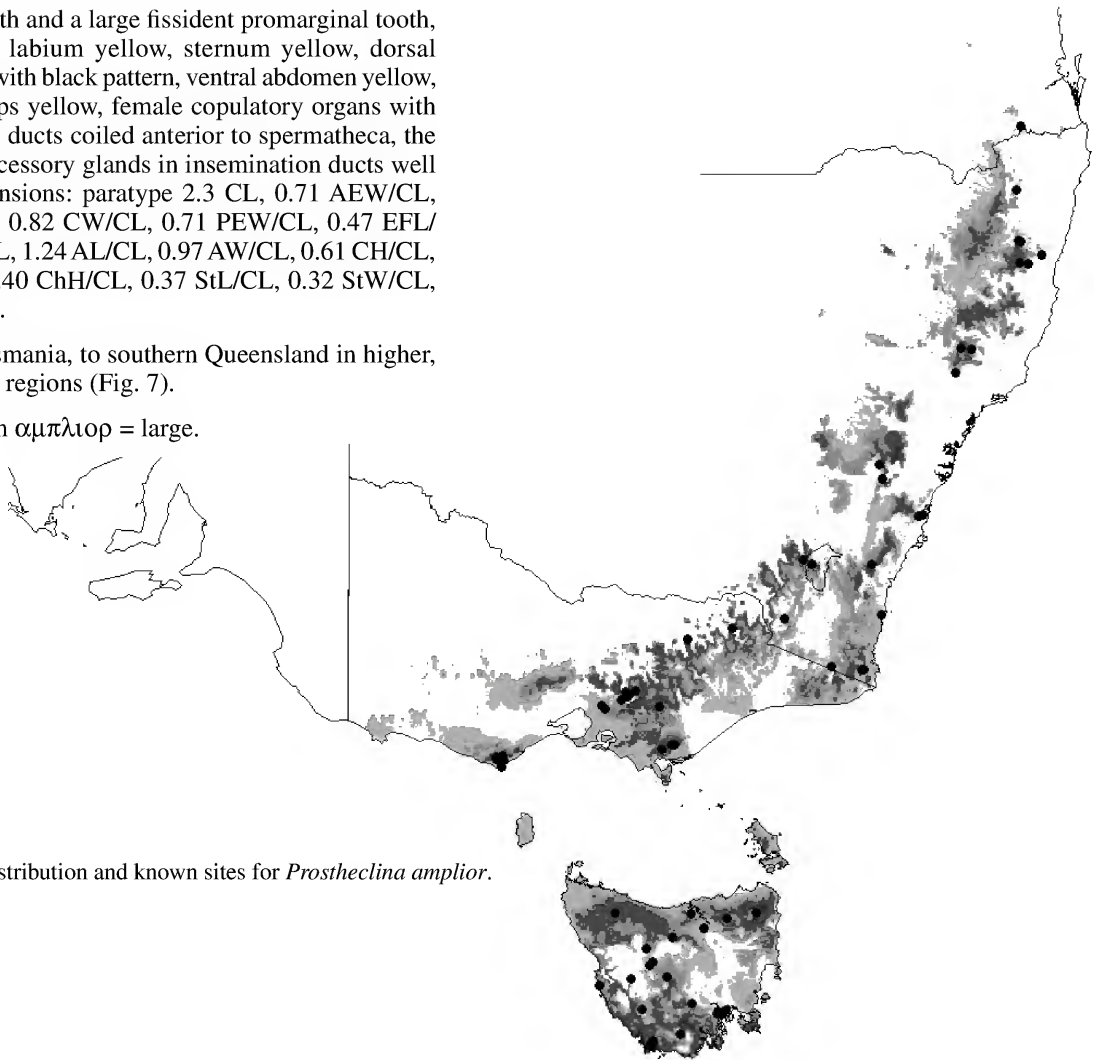 th and a large fissident promarginal tooth,
labium yellow, sternum yellow, dorsal
with black pattern, ventral abdomen yellow,
ps yellow, female copulatory organs with
ducts coiled anterior to spermatheca, the
ccessory glands in insemination ducts well
nsions: paratype 2.3 CL, 0.71 AEW/CL,
0.82 CW/CL, 0.71 PEW/CL, 0.47 EFL/
L, 1.24 AL/CL, 0.97 AW/CL, 0.61 CH/CL,
.40 ChH/CL, 0.37 StL/CL, 0.32 StW/CL,
.
smania, to southern Queensland in higher,
regions (Fig. 7).
n αμπλιορ = large.
stribution and known sites for Prostheclina amplior.